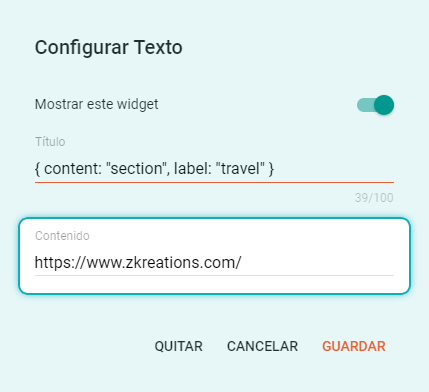 Configurar Texto
Mostrar este widget
Título
{ content: "section", label: "travel" }
39/100
Contenido
https://www.zkreations.com/
QUITAR CANCELAR GUARDAR